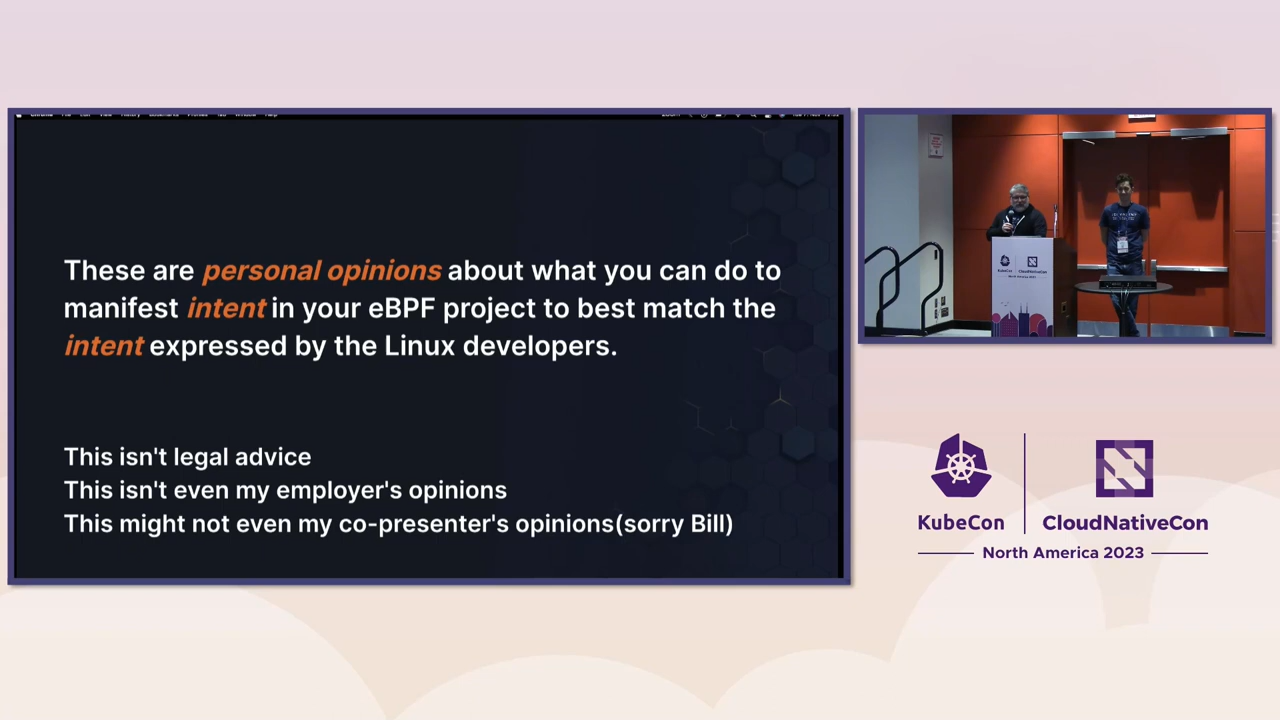 These are personal opinions about what you can do to
manifest intent in your eBPF project to best match the
intent expressed by the Linux developers.
This isn't legal advice
This isn't even my employer's opinions
This might not even my co-presenter's opinions(sorry Bill)
KubeCon
CloudNativeCon
North America 2023